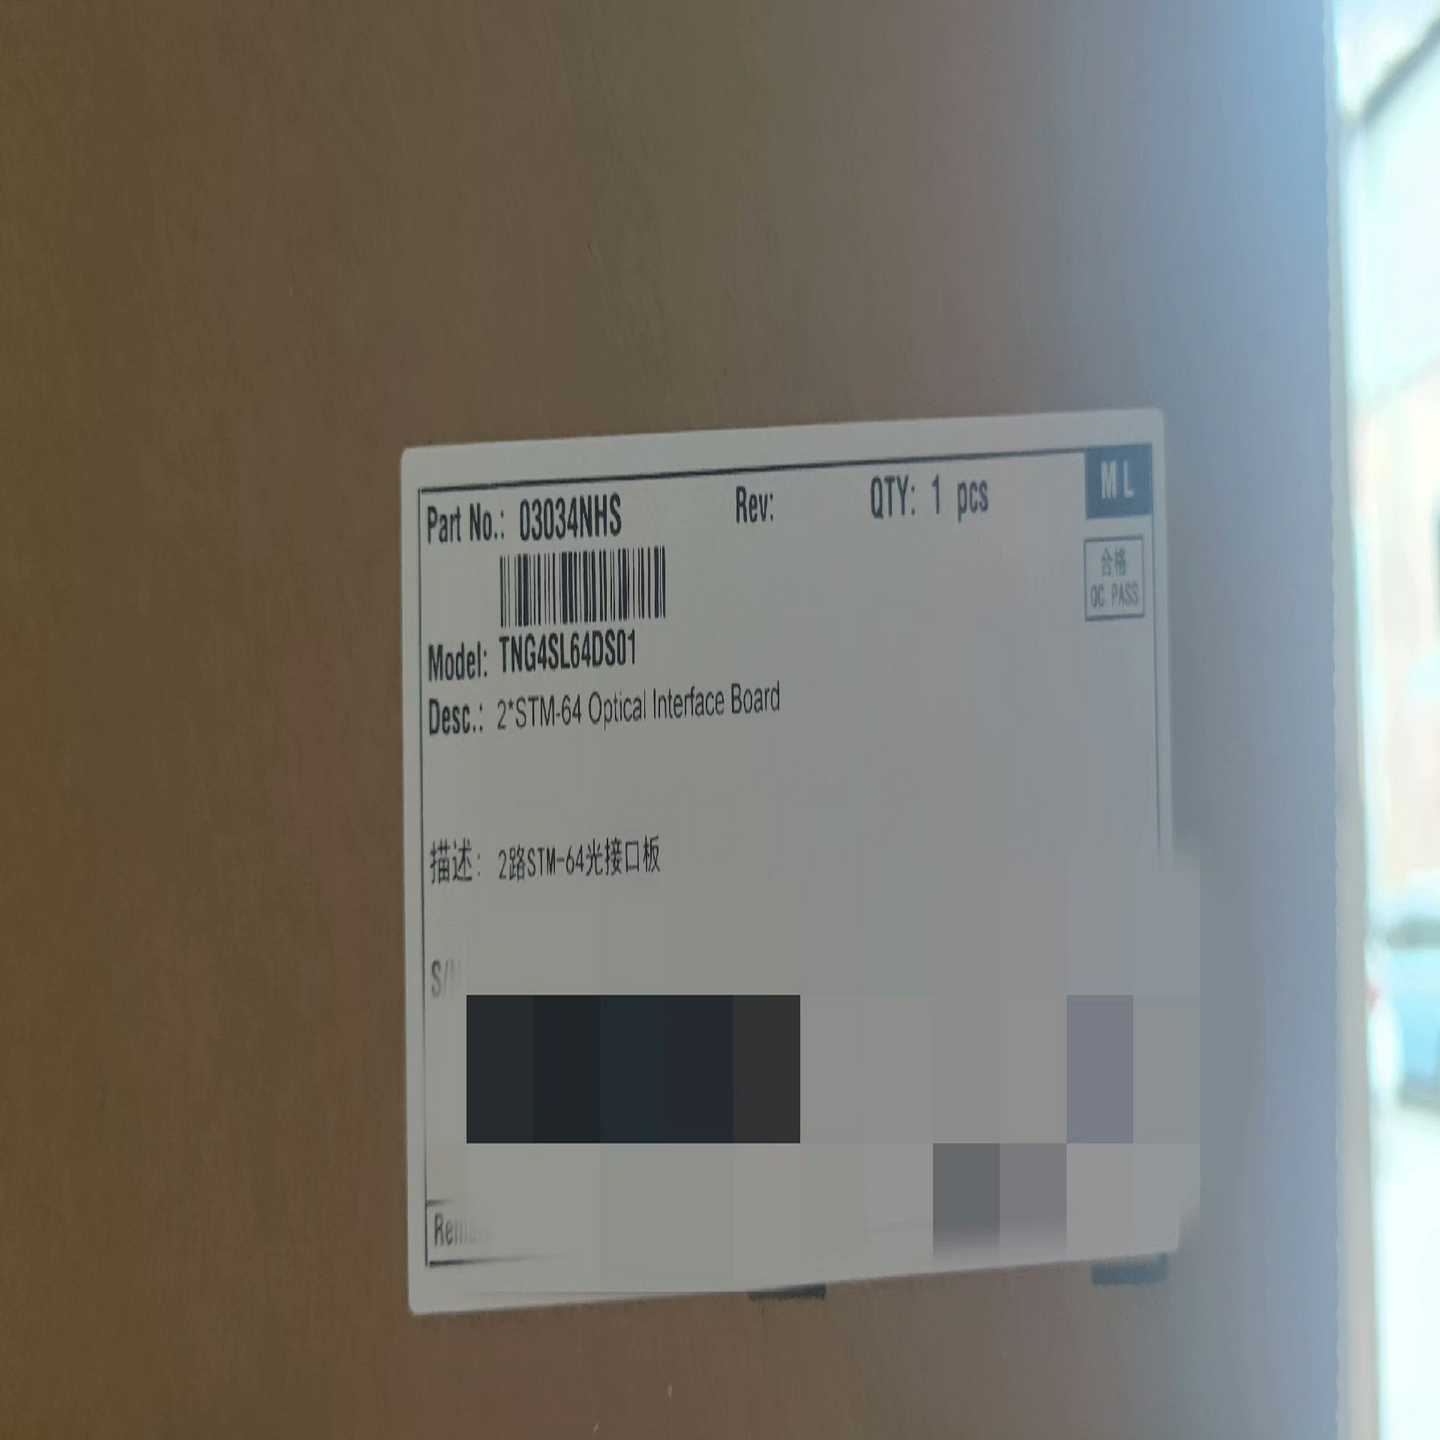 Part No.: 03034NHS Rev: QTY: 1 pcs ML
合格
QC PASS
Model: TNG4SL64DS01
Desc.: 2*STM-64 Optical Interface Board
描述: 2路STM-64光接口板
S/N